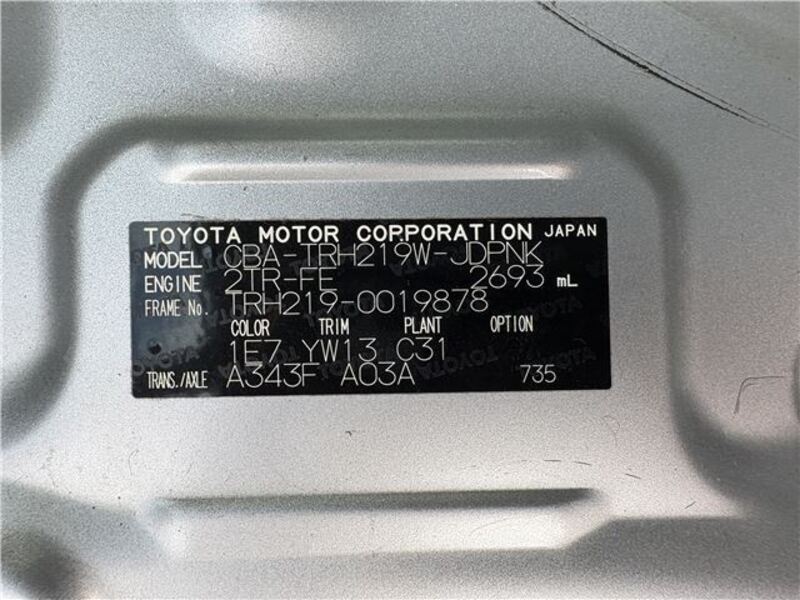 TOYOTA MOTOR CORPORATION JAPAN
MODEL CBA-TRH219W-JDPNK
ENGINE 2TR-FE 2693 mL
FRAME No. TRH219-0019878
COLOR TRIM PLANT OPTION
1E7 YW13 C31
TRANS./AXLE A343F A03A 735